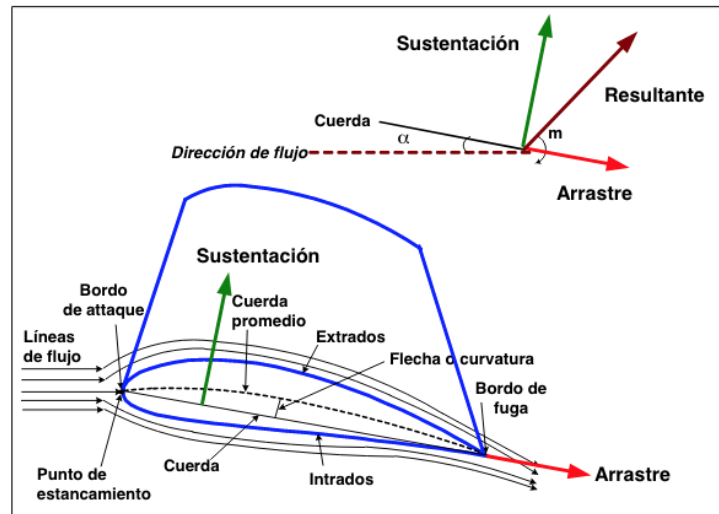 Sustentación
Resultante
Cuerda
α
m
Dirección de flujo
Arrastre
Sustentación
Bordo
de attaque
Cuerda
promedio
Líneas
de flujo
Extrados
Flecha o curvatura
Bordo de
fuga
Punto de
estancamiento
Cuerda
Intrados
Arrastre